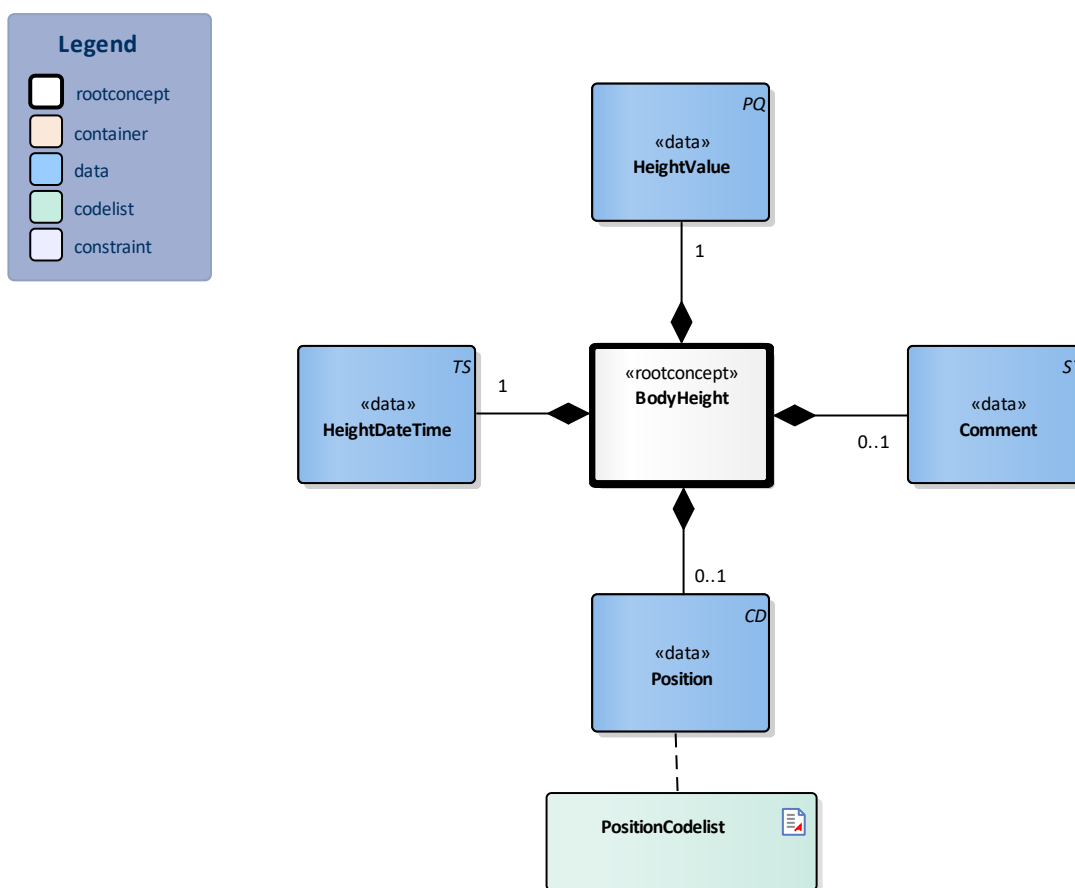 Legend
rootconcept
container
data
codelist
constraint
PQ
«data»
HeightValue
1
TS
«data»
HeightDateTime
1
«rootconcept»
BodyHeight
«data»
Comment
0..1
0..1
CD
«data»
Position
PositionCodelist